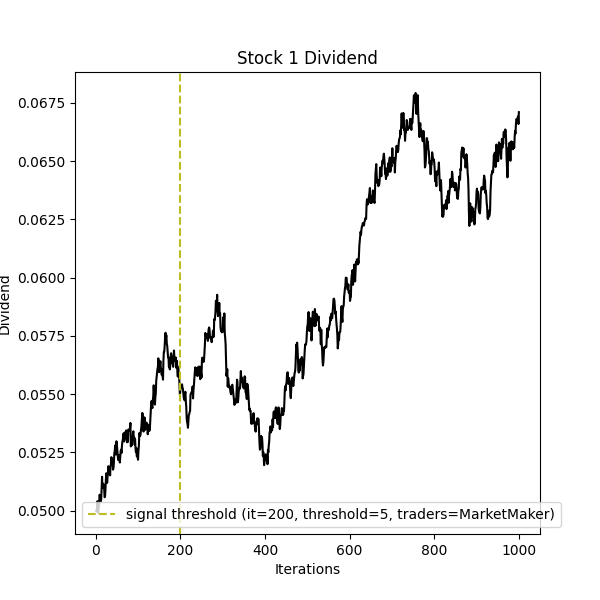 Stock 1 Dividend
Dividend
0.0675
0.0650
0.0625
0.0600
0.0575
0.0550
0.0525
0.0500
signal threshold (it=200, threshold=5, traders=MarketMaker)
0 200 400 600 800 1000
Iterations